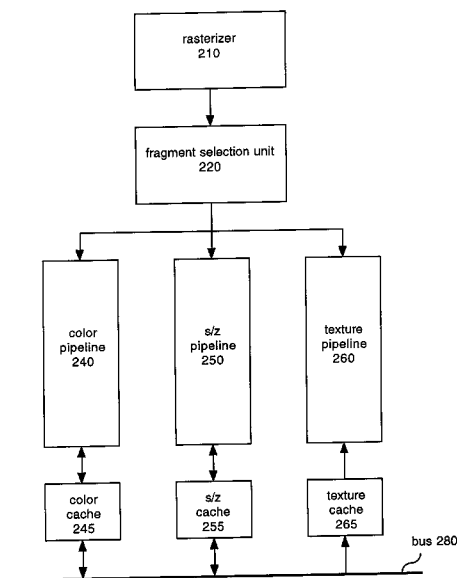 rasterizer
210
fragment selection unit
220
color
pipeline
240
s/z
pipeline
250
texture
pipeline
260
color
cache
245
s/z
cache
255
texture
cache
265
bus 280